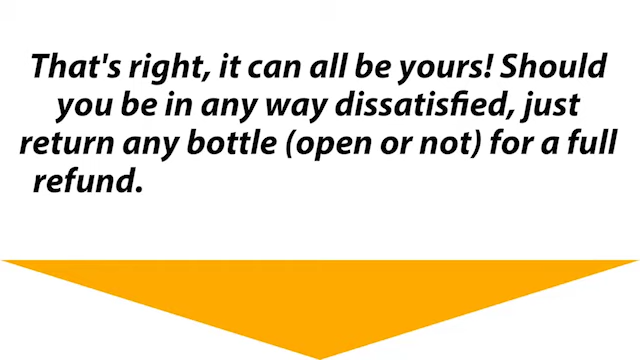 That's right, it can all be yours! Should
you be in any way dissatisfied, just
return any bottle (open or not) for a full
refund.